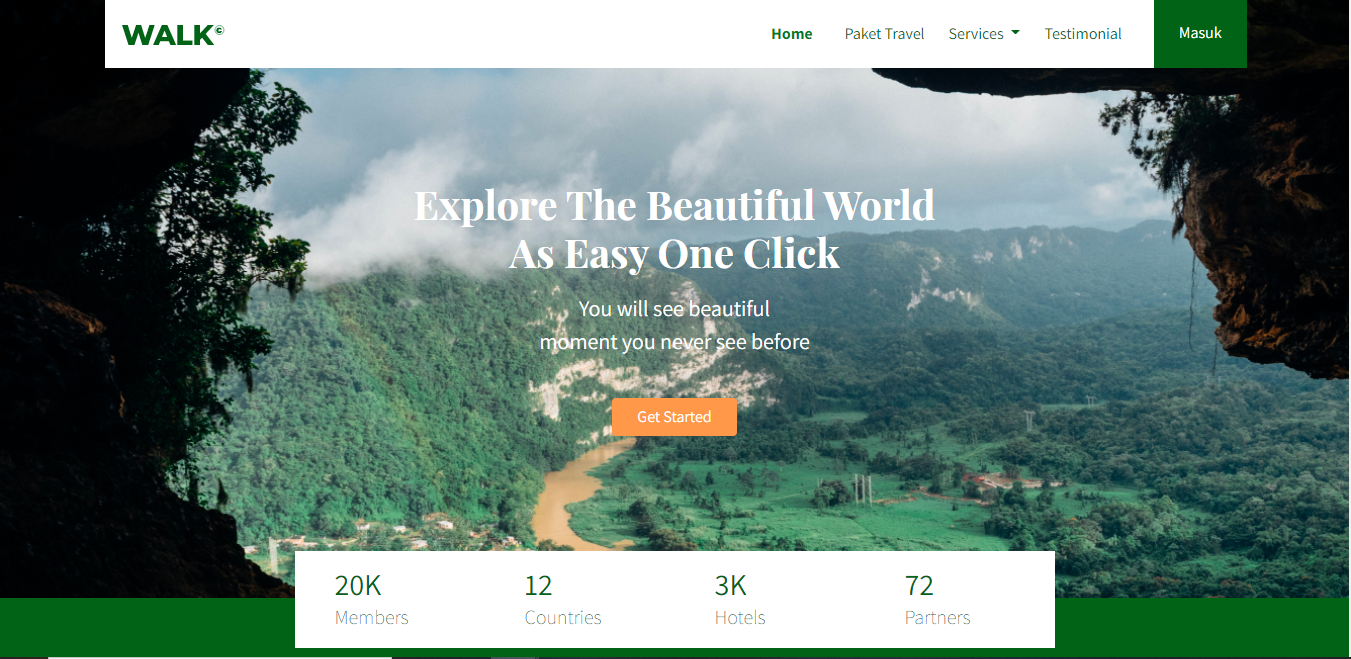 WALK©
Home
Paket Travel
Services
Testimonial
Masuk
Explore The Beautiful World
As Easy One Click
You will see beautiful
moment you never see before
Get Started
20K
Members
12
Countries
3K
Hotels
72
Partners